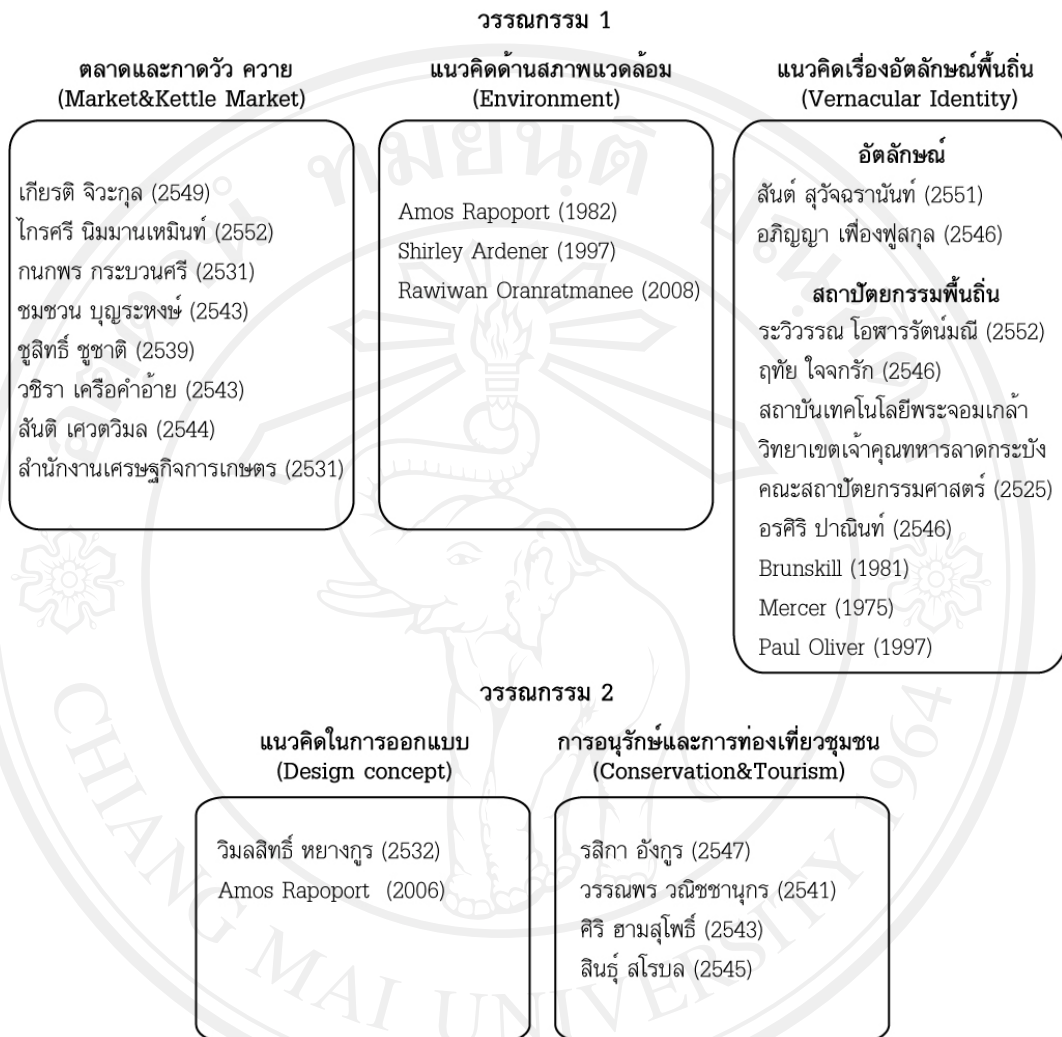 วรรณกรรม 1
ตลาดและกาดวัว ควาย
(Market&Kettle Market)
เกียรติ จิวะกุล (2549)
ไกรศรี นิมมานเหมินท์ (2552)
กนกพร กระบวนศรี (2531)
ชมชวน บุญระหงษ์ (2543)
ชูสิทธิ์ ชูชาติ (2539)
วชิรา เครือคำอ้าย (2543)
สันติ เศวตวิมล (2544)
สำนักงานเศรษฐกิจการเกษตร (2531)
แนวคิดด้านสภาพแวดล้อม
(Environment)
Amos Rapoport (1982)
Shirley Ardener (1997)
Rawiwan Oranratmanee (2008)
แนวคิดเรื่องอัตลักษณ์พื้นถิ่น
(Vernacular Identity)
อัตลักษณ์
สันต์ สุวัจฉรานันท์ (2551)
อภิญญา เฟื่องฟูสกุล (2546)
สถาปัตยกรรมพื้นถิ่น
ระวิวรรณ โอฬารรัตน์มณี (2552)
ฤทัย ใจจงรัก (2546)
สถาบันเทคโนโลยีพระจอมเกล้า
วิทยาเขตเจ้าคุณทหารลาดกระบัง
คณะสถาปัตยกรรมศาสตร์ (2525)
อรศิริ ปาณินท์ (2546)
Brunskill (1981)
Mercer (1975)
Paul Oliver (1997)
วรรณกรรม 2
แนวคิดในการออกแบบ
(Design concept)
วิมลสิทธิ์ หยางกูร (2532)
Amos Rapoport (2006)
การอนุรักษ์และการท่องเที่ยวชุมชน
(Conservation&Tourism)
รสิกา อังกูร (2547)
วรรณพร วณิชชานุกร (2541)
ศิริ ฮามสุโพธิ์ (2543)
สินธุ์ สโรบล (2545)
CHIANG MAI UNIVERSITY 1964